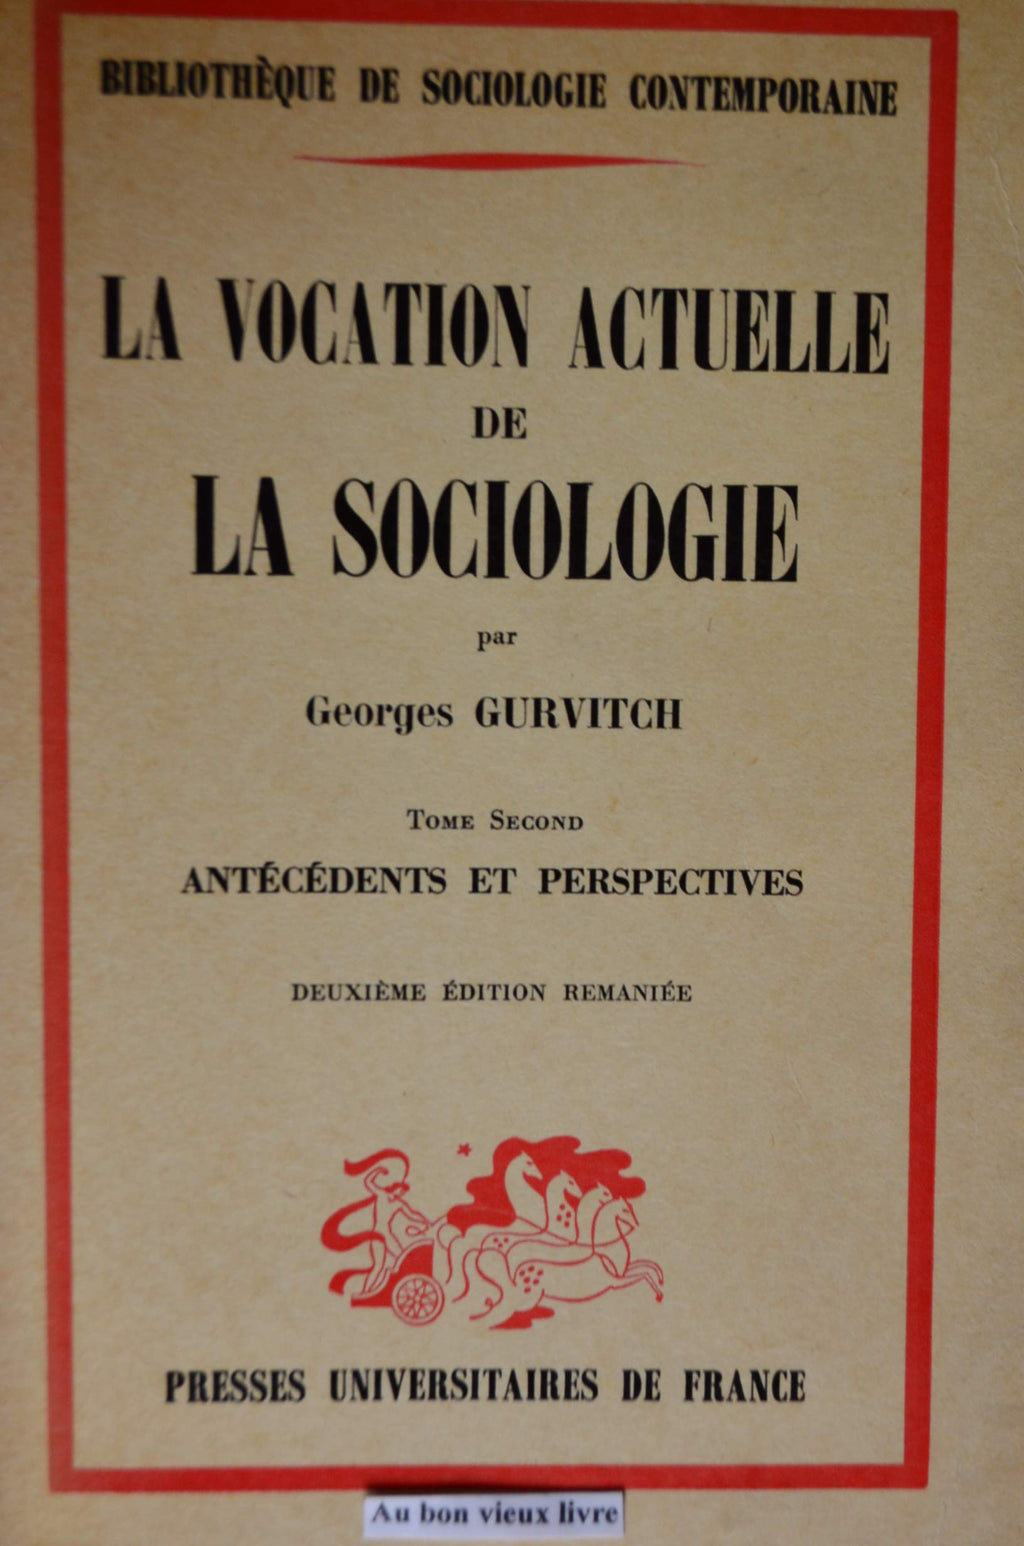 BIBLIOTHÈQUE DE SOCIOLOGIE CONTEMPORAINE
LA VOCATION ACTUELLE
DE
LA SOCIOLOGIE
par
Georges GURVITCH
TOME SECOND
ANTÉCÉDENTS ET PERSPECTIVES
DEUXIÈME ÉDITION REMANIÉE
PRESSES UNIVERSITAIRES DE FRANCE
Au bon vieux livre